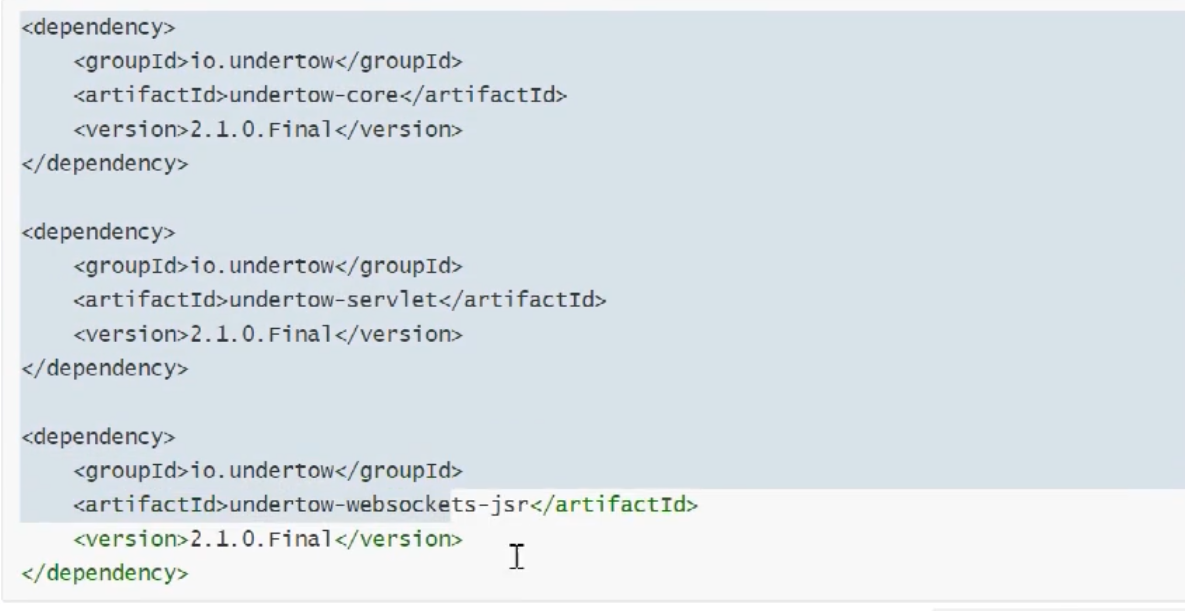 <dependency>
    <groupId>io.undertow</groupId>
    <artifactId>undertow-core</artifactId>
    <version>2.1.0.Final</version>
</dependency>

<dependency>
    <groupId>io.undertow</groupId>
    <artifactId>undertow-servlet</artifactId>
    <version>2.1.0.Final</version>
</dependency>

<dependency>
    <groupId>io.undertow</groupId>
    <artifactId>undertow-websockets-jsr</artifactId>
    <version>2.1.0.Final</version>
</dependency>